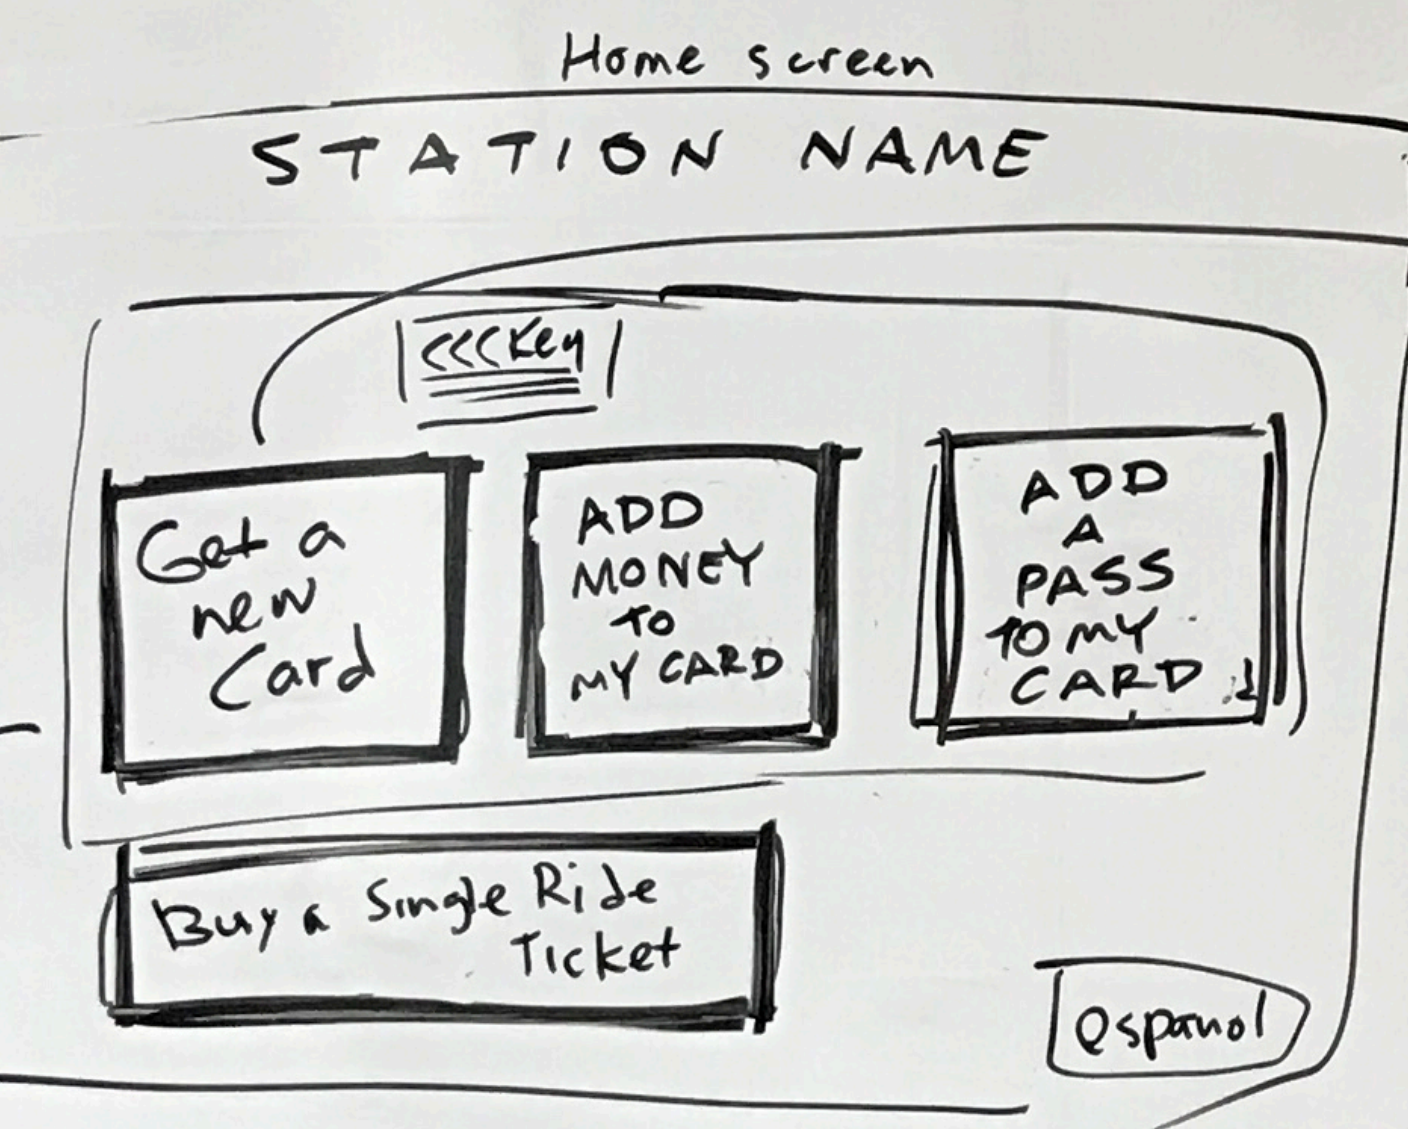 Home screen
STATION NAME
<<<Key
Get a
new
Card
ADD
MONEY
TO
MY CARD
ADD
A
PASS
TO MY
CARD
Buy a Single Ride
Ticket
espanol